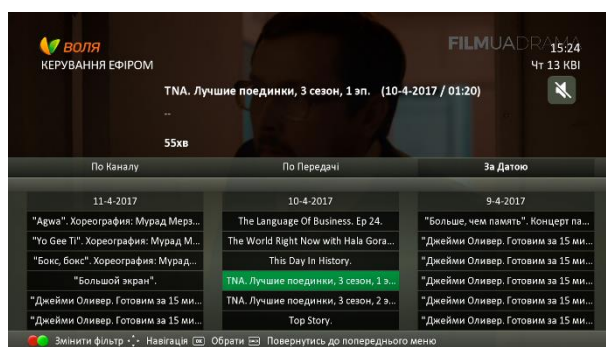 ВОЛЯ
FILMUADRAMA
15:24
КЕРУВАННЯ ЕФІРОМ
Чт 13 КВІ
TNA. Лучшие поединки, 3 сезон, 1 эп. (10-4-2017 / 01:20)
--
55хв
По Каналу
По Передачі
За Датою
11-4-2017
10-4-2017
9-4-2017
"Agwa". Хореография: Мурад Мерз...
The Language Of Business. Ep 24.
"Больше, чем память". Концерт па...
"Yo Gee Ti". Хореография: Мурад М...
The World Right Now with Hala Gora...
"Джейми Оливер. Готовим за 15 ми...
"Бокс, бокс". Хореография: Мурад...
This Day In History.
"Джейми Оливер. Готовим за 15 ми...
"Большой экран".
TNA. Лучшие поединки, 3 сезон, 1 э...
"Джейми Оливер. Готовим за 15 ми...
"Джейми Оливер. Готовим за 15 ми...
TNA. Лучшие поединки, 3 сезон, 2 э...
"Джейми Оливер. Готовим за 15 ми...
"Джейми Оливер. Готовим за 15 ми...
Top Story.
"Джейми Оливер. Готовим за 15 ми...
Змінити фільтр Навігація OK Обрати Повернутись до попереднього меню